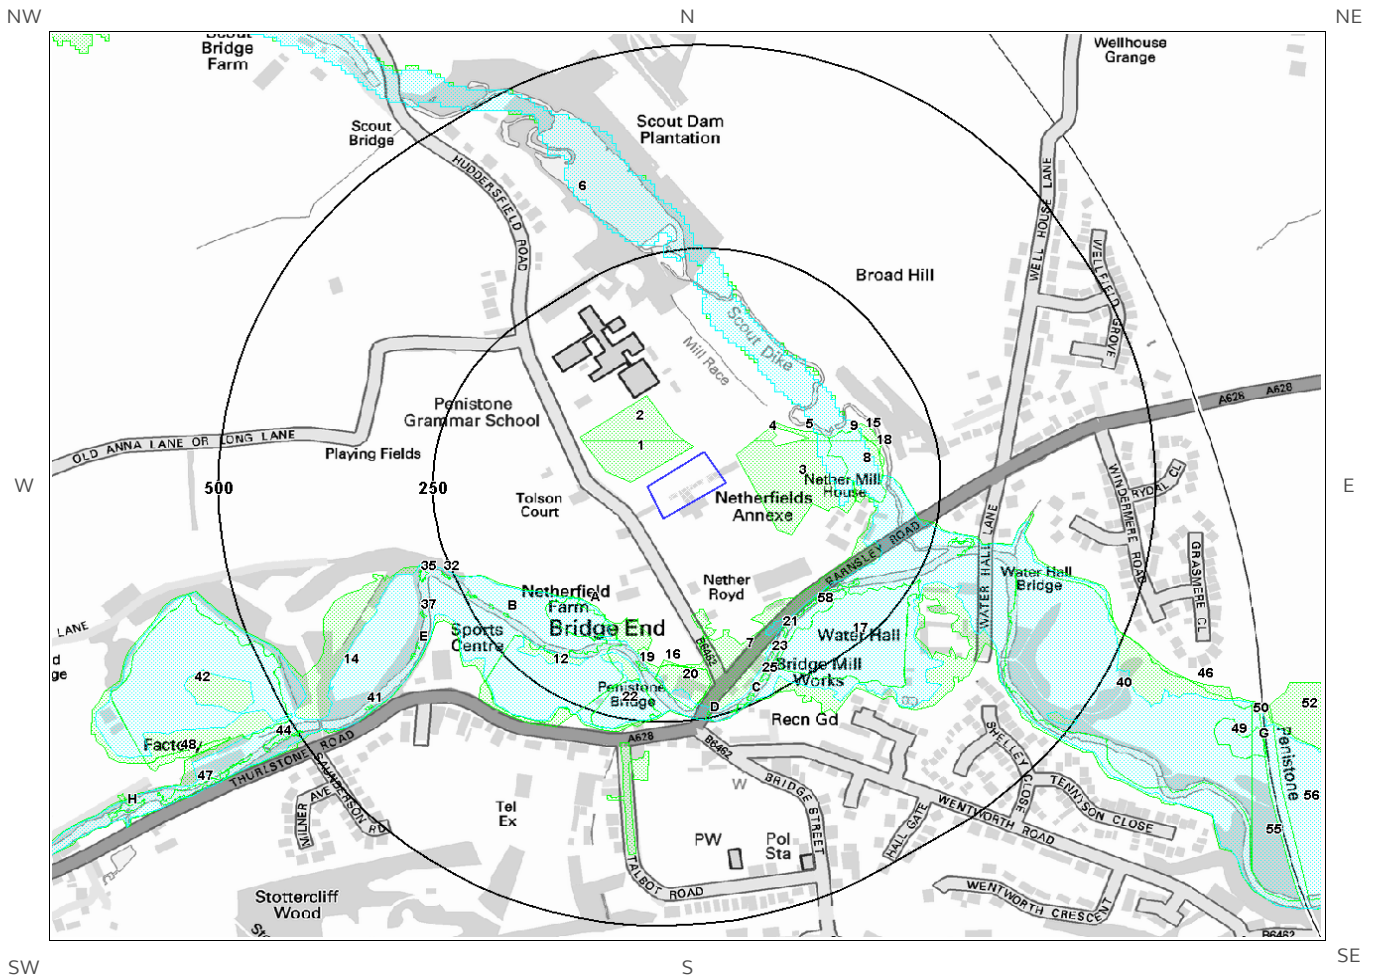 NW
N
NE
Scout
Bridge
Farm
Wellhouse
Grange
Scout
Bridge
Scout Dam
Plantation
HUDDERSFIELD ROAD
6
WELL HOUSE LANE
WELLFIELD GROVE
Broad Hill
Scout Dike
Mill Race
A628
A628
Penistone
Grammar School
2
1
4
5
9
15
18
8
3
OLD ANNA LANE OR LONG LANE
Playing Fields
Nether Mill
House
W
500
250
E
Tolson
Court
Netherfields
Annexe
WINDERMERE ROAD
RYDAL CL
GRASMERE CL
BARNSLEY ROAD
WATER HALL LANE
35
32
Water Hall
Bridge
Nether
Royd
Netherfield
Farm
A
B
58
37
E
LANE
Sports
Centre
Bridge End
21
17
Water Hall
7
23
B6462
14
12
19
16
20
25
Bridge Mill
Works
42
41
Penistone
Bridge
22
C
D
40
46
44
Recn Gd
50
52
49
G
Penistone
Factory
48
47
A628
B6462
THURLSTONE ROAD
H
SAUNDERSON RD
MILNER AVE
W
BRIDGE STREET
SHELLEY CLOSE
TENNYSON CLOSE
WENTWORTH ROAD
HALL GATE
56
55
Tel
Ex
PW
Pol
Sta
TALBOT ROAD
WENTWORTH CRESCENT
Stottercliff
Wood
B6462
SW
S
SE